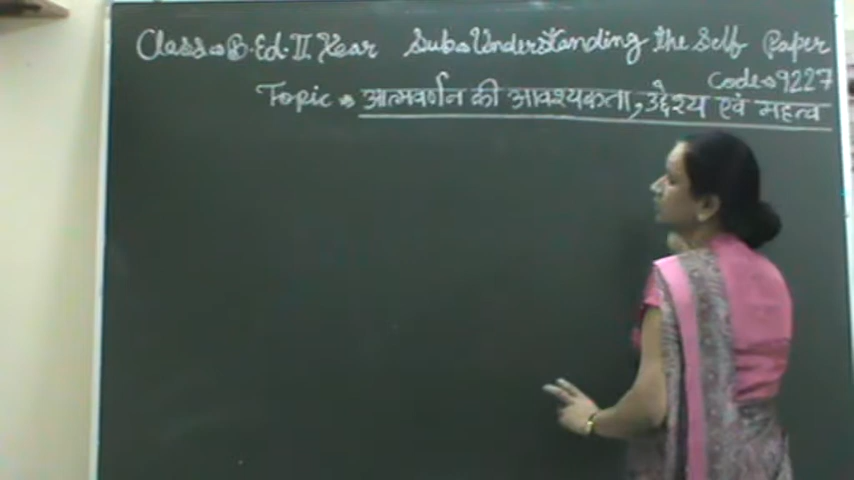 Class → B.Ed. II Year Sub → Understanding the Self Paper
Code → 9227
Topic → आत्मवर्णन की आवश्यकता, उद्देश्य एवं महत्व